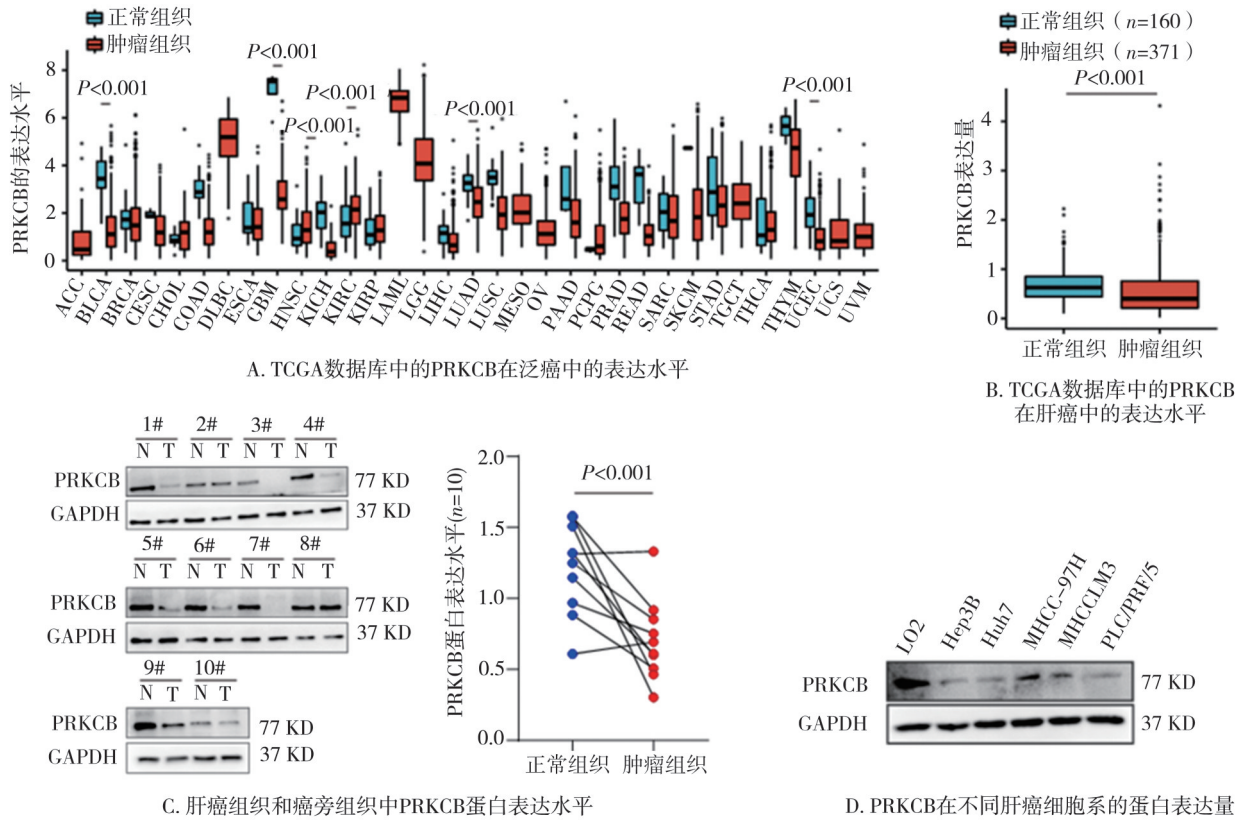 正常组织
肿瘤组织
PRKCB的表达水平
8
6
4
2
0
P<0.001
P<0.001
P<0.001
P<0.001
P<0.001
P<0.001
ACC
BLCA
BRCA
CESC
CHOL
COAD
DLBC
ESCA
GBM
HNSC
KICH
KIRC
KIRP
LAML
LGG
LIHC
LUAD
LUSC
MESO
OV
PAAD
PCPG
PRAD
READ
SARC
SKCM
STAD
TGCT
THCA
THYM
UCEC
UCS
UVM
A. TCGA数据库中的PRKCB在泛癌中的表达水平
正常组织(n=160)
肿瘤组织(n=371)
P<0.001
PRKCB表达量
4
3
2
1
0
正常组织 肿瘤组织
B. TCGA数据库中的PRKCB
在肝癌中的表达水平
1# 2# 3# 4#
N T N T N T N T
PRKCB 77 KD
GAPDH 37 KD
5# 6# 7# 8#
N T N T N T N T
PRKCB 77 KD
GAPDH 37 KD
9# 10#
N T N T
PRKCB 77 KD
GAPDH 37 KD
PRKCB蛋白表达水平(n=10)
2.0
1.5
1.0
0.5
0.0
P<0.001
正常组织 肿瘤组织
C. 肝癌组织和癌旁组织中PRKCB蛋白表达水平
LO2 Hep3B Huh7 MHCC-97H MHCCLM3 PLC/PRF/5
PRKCB 77 KD
GAPDH 37 KD
D. PRKCB在不同肝癌细胞系的蛋白表达量